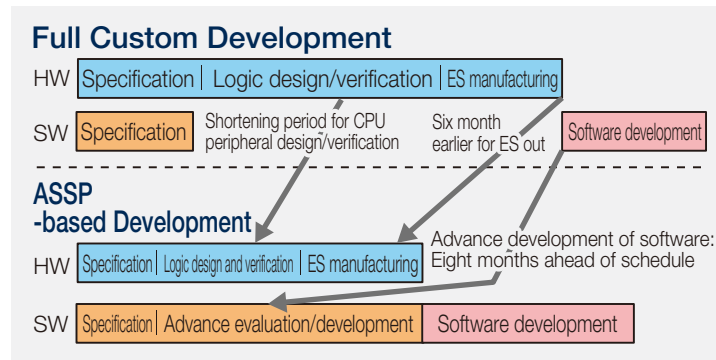 Full Custom Development
HW Specification Logic design/verification ES manufacturing
SW Specification
Shortening period for CPU
peripheral design/verification
Six month
earlier for ES out
Software development
ASSP
-based Development
HW Specification Logic design and verification ES manufacturing
Advance development of software:
Eight months ahead of schedule
SW Specification Advance evaluation/development Software development